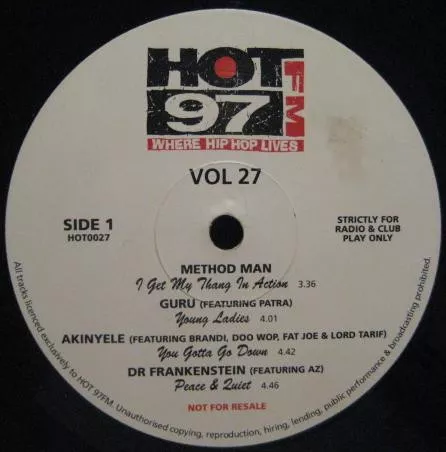 HOT
97
FM
WHERE HIP HOP LIVES
VOL 27
SIDE 1
HOT0027
STRICTLY FOR
RADIO & CLUB
PLAY ONLY
METHOD MAN
I Get My Thang In Action 3.36
GURU (FEATURING PATRA)
Young Ladies 4.01
AKINYELE (FEATURING BRANDI, DOO WOP, FAT JOE & LORD TARIF)
You Gotta Go Down 4.42
DR FRANKENSTEIN (FEATURING AZ)
Peace & Quiet 4.46
NOT FOR RESALE
All tracks licenced exclusively to HOT 97FM. Unauthorised copying, reproduction, hiring, lending, public performance & broadcasting prohibited.